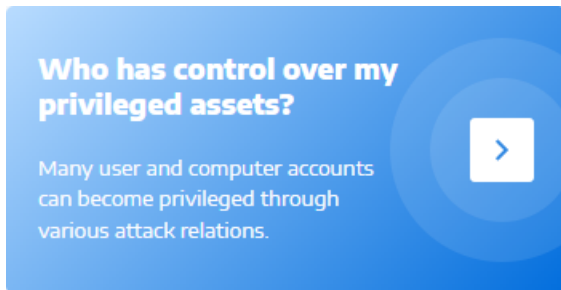 Who has control over my
privileged assets?
Many user and computer accounts
can become privileged through
various attack relations.